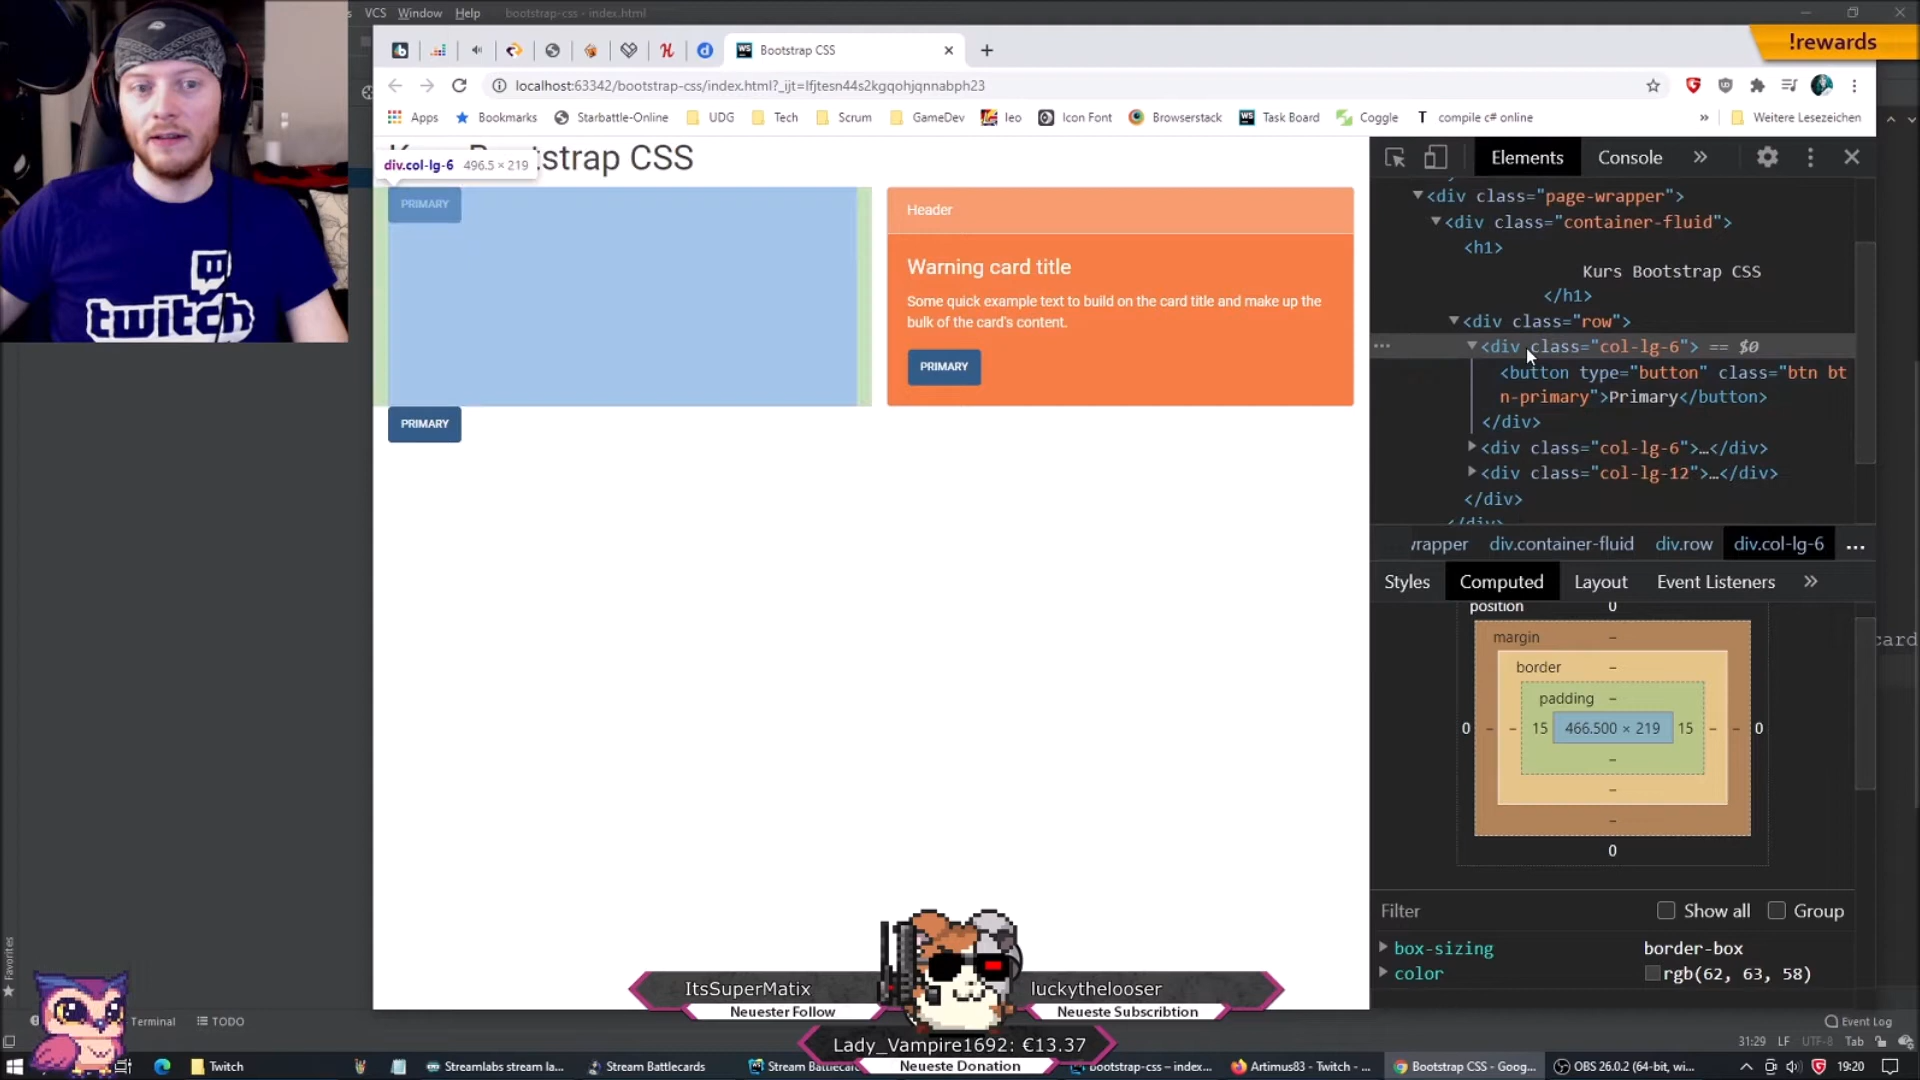 VCS Window Help bootstrap-css - index.html
!rewards
Bootstrap CSS
localhost:63342/bootstrap-css/index.html?_ijt=lfjtesn44s2kgqohjqnnabph23
Apps Bookmarks Starbattle-Online UDG Tech Scrum GameDev leo Icon Font Browserstack Task Board Coggle T compile c# online » Weitere Lesezeichen
strap CSS
div.col-lg-6 496.5 × 219
PRIMARY
Header
Warning card title
Some quick example text to build on the card title and make up the
bulk of the card's content.
PRIMARY
PRIMARY
twitch
Elements Console »
<div class="page-wrapper">
<div class="container-fluid">
<h1>
Kurs Bootstrap CSS
</h1>
<div class="row">
<div class="col-lg-6"> == $0
<button type="button" class="btn bt
n-primary">Primary</button>
</div>
<div class="col-lg-6">…</div>
<div class="col-lg-12">…</div>
</div>
</div>
div.container-fluid div.row div.col-lg-6 ...
Styles Computed Layout Event Listeners »
position 0
margin –
border –
padding –
0 – – 15 466.500 × 219 15 – – 0
–
–
–
0
Filter Show all Group
box-sizing border-box
color rgb(62, 63, 58)
card
Favorites
Terminal TODO
Event Log
31:29 LF UTF-8 Tab
ItsSuperMatix
Neuester Follow
luckythelooser
Neueste Subscribtion
Lady_Vampire1692: €13.37
Neueste Donation
Twitch Streamlabs stream la... Stream Battlecards Stream Battleca bootstrap-css – index... Artimus83 - Twitch - ... Bootstrap CSS - Goog... OBS 26.0.2 (64-bit, wi... 19:20